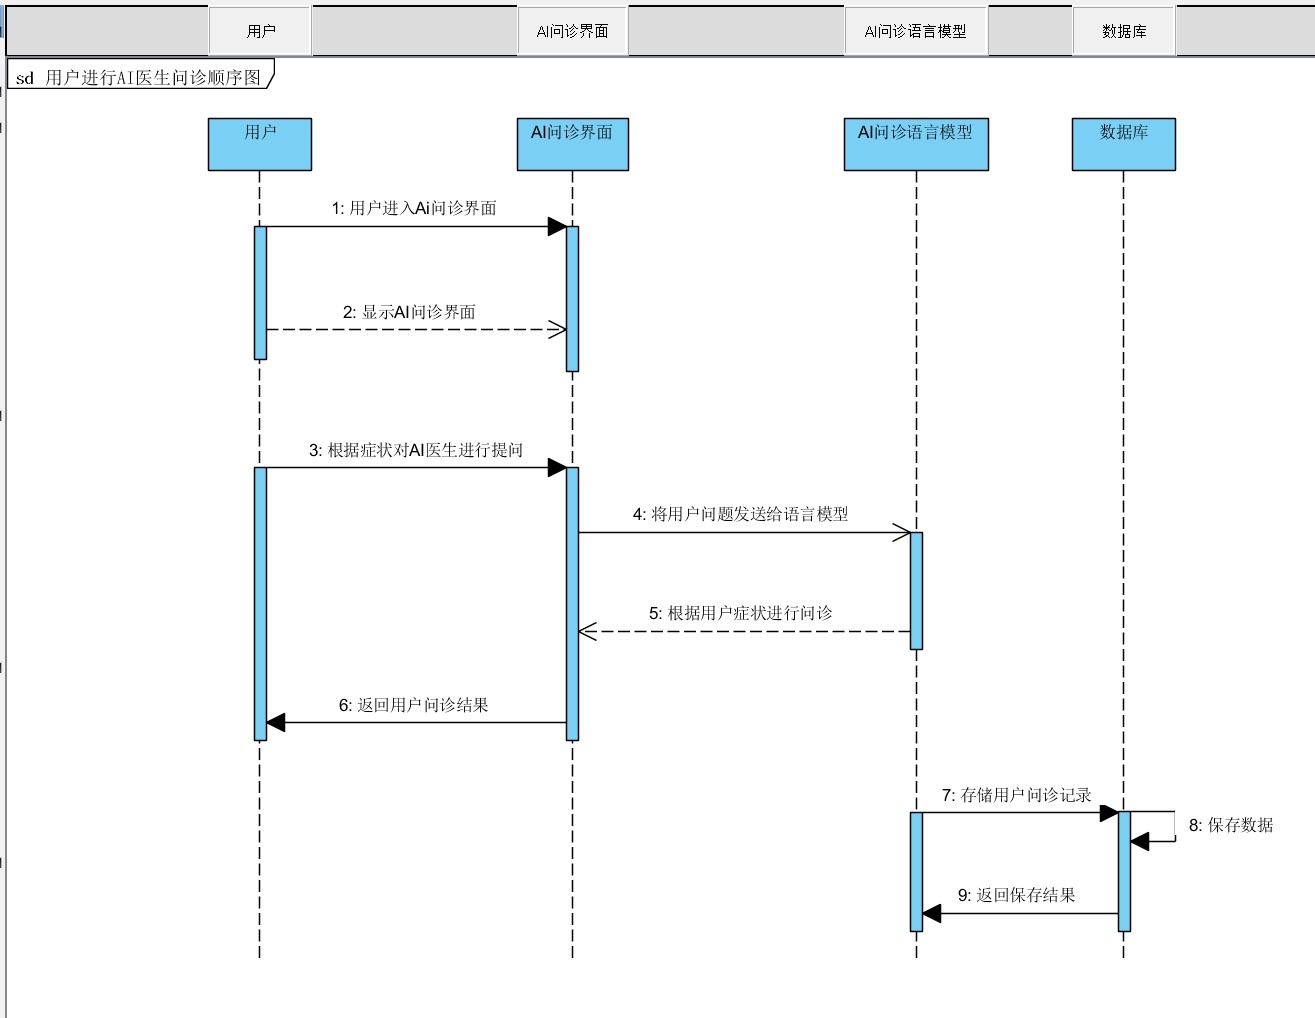 用户
AI问诊界面
AI问诊语言模型
数据库
sd 用户进行AI医生问诊顺序图
用户
AI问诊界面
AI问诊语言模型
数据库
1: 用户进入Ai问诊界面
2: 显示AI问诊界面
3: 根据症状对AI医生进行提问
4: 将用户问题发送给语言模型
5: 根据用户症状进行问诊
6: 返回用户问诊结果
7: 存储用户问诊记录
8: 保存数据
9: 返回保存结果